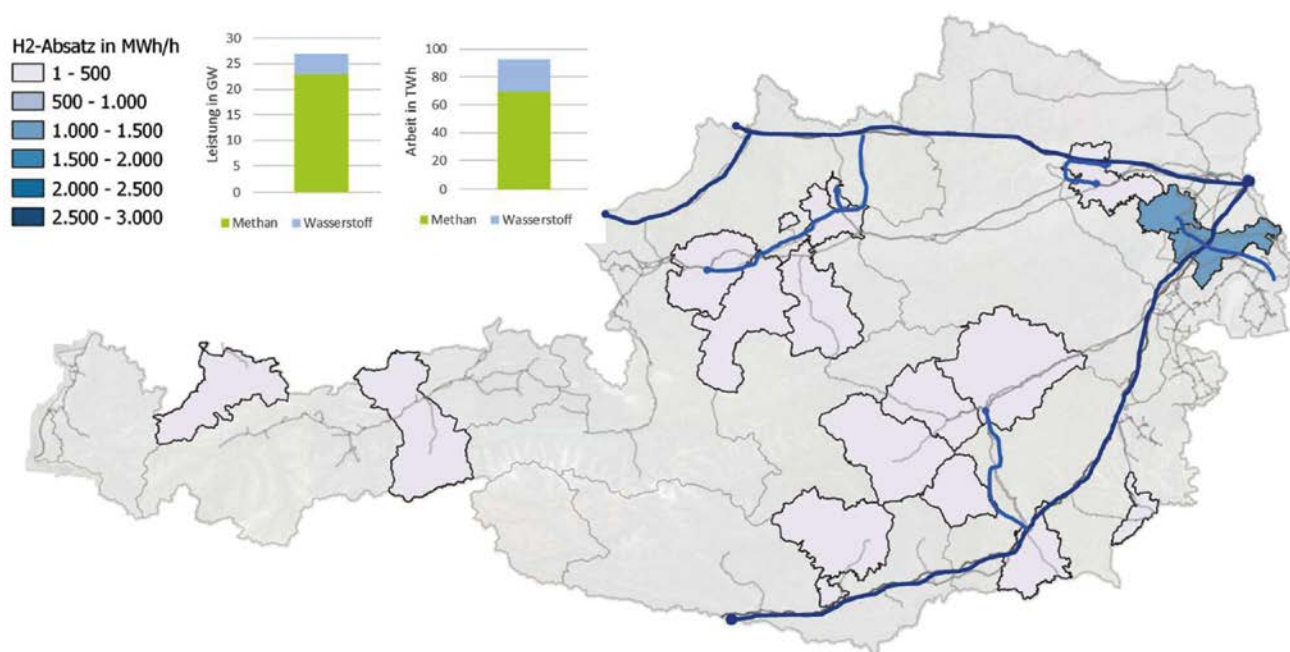 H2-Absatz in MWh/h
1 - 500
500 - 1.000
1.000 - 1.500
1.500 - 2.000
2.000 - 2.500
2.500 - 3.000
Leistung in GW
30
25
20
15
10
5
0
Methan
Wasserstoff
Arbeit in TWh
100
80
60
40
20
0
Methan
Wasserstoff